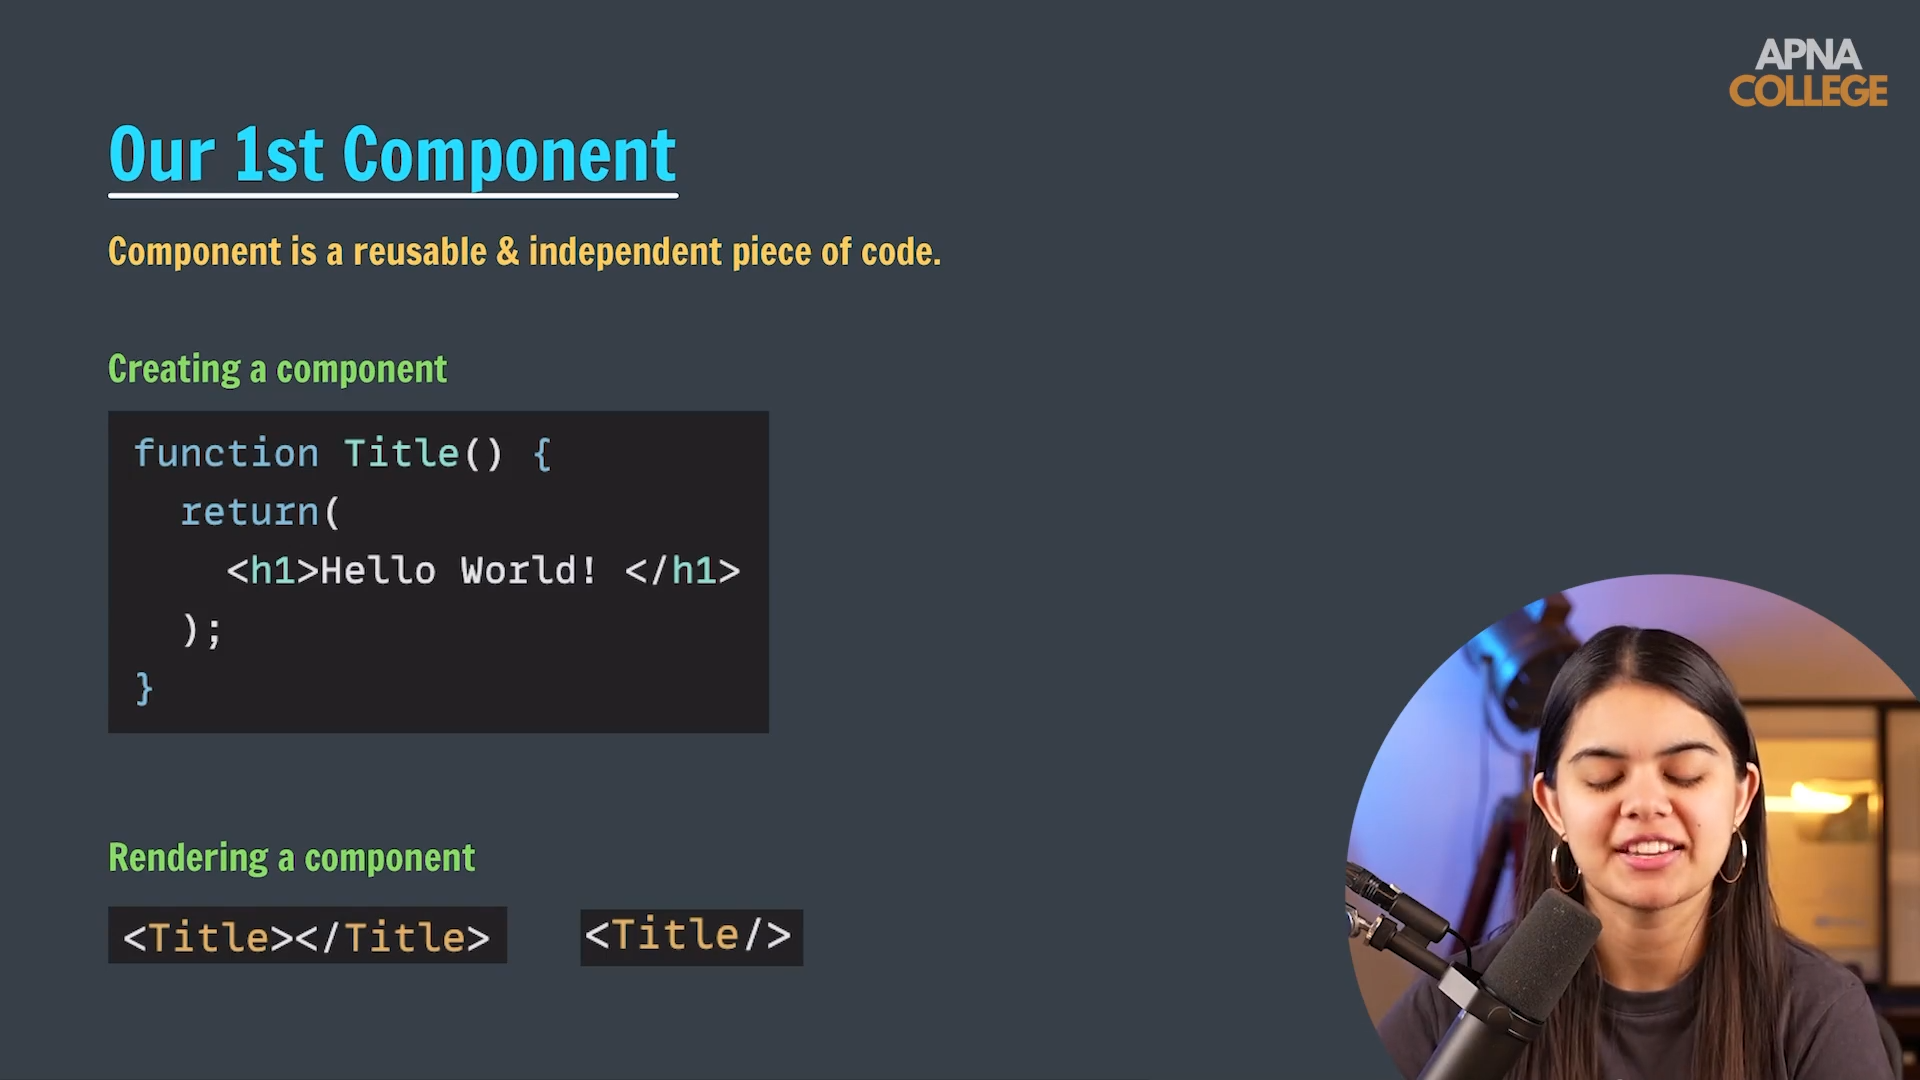 APNA
COLLEGE
Our 1st Component
Component is a reusable & independent piece of code.
Creating a component
function Title() {
  return(
    <h1>Hello World! </h1>
  );
}
Rendering a component
<Title></Title>
<Title/>